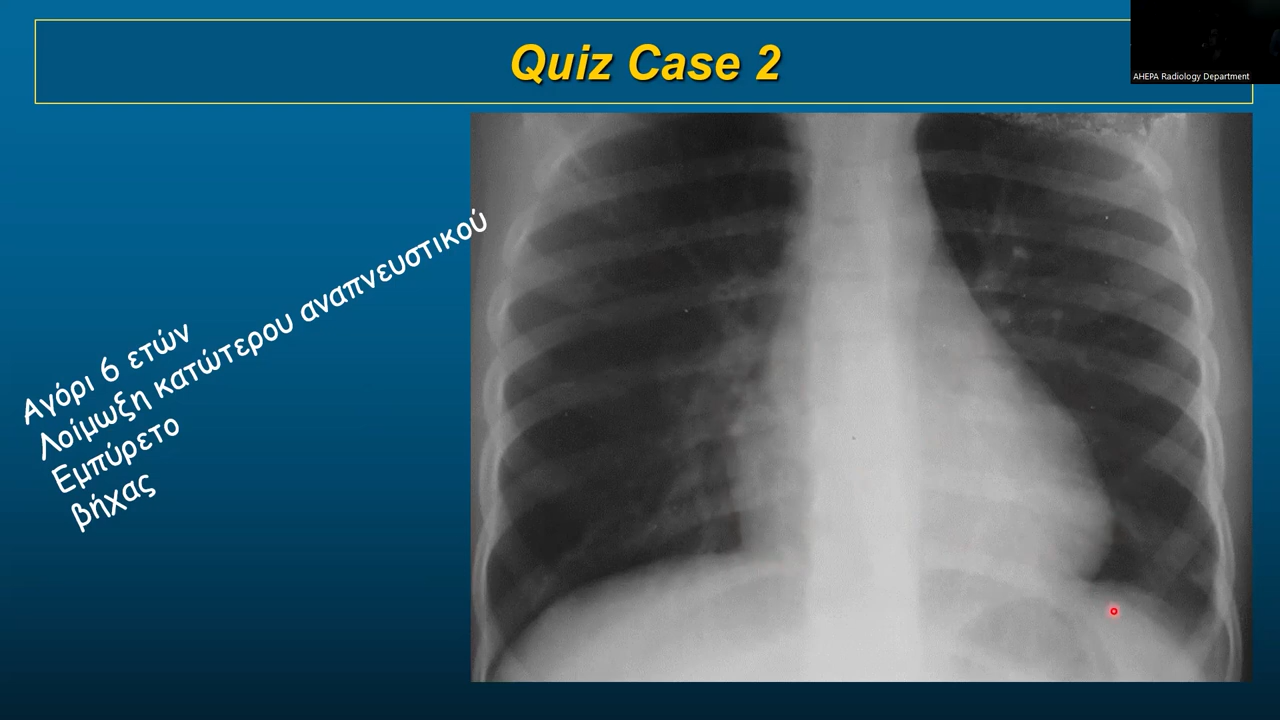 Quiz Case 2
AHEPA Radiology Department
Αγόρι 6 ετών
Λοίμωξη κατώτερου αναπνευστικού
Εμπύρετο
βήχας